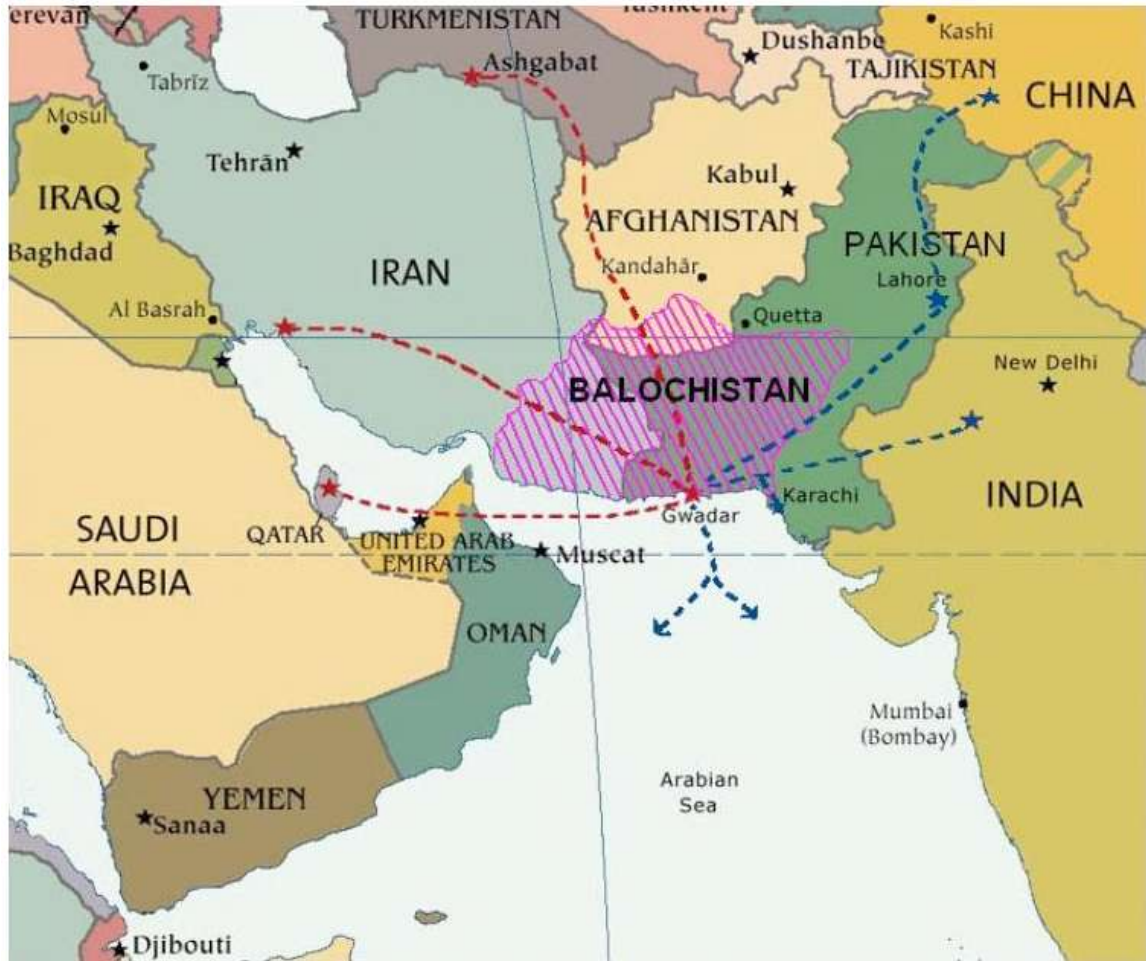 erevan
TURKMENISTAN
Tashkent
Dushanbe
Kashi
Tabrīz
Ashgabat
TAJIKISTAN
CHINA
Mosul
Tehrān
Kabul
IRAQ
AFGHANISTAN
Baghdad
PAKISTAN
IRAN
Kandahār
Lahore
Al Basrah
Quetta
New Delhi
BALOCHISTAN
Karachi
INDIA
Gwadar
SAUDI
ARABIA
QATAR
UNITED ARAB
EMIRATES
Muscat
OMAN
Mumbai
(Bombay)
Arabian
Sea
YEMEN
Sanaa
Djibouti